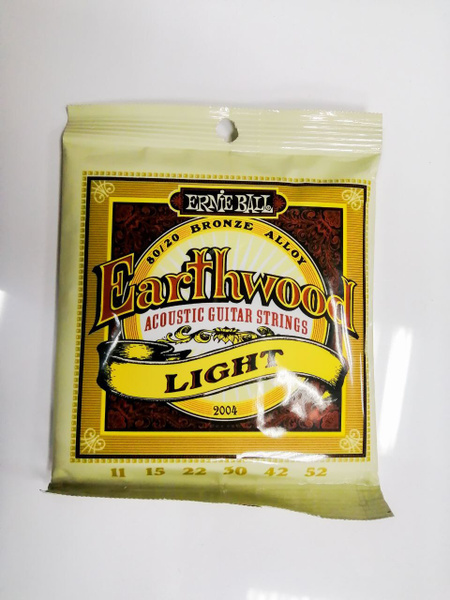 ERNIE BALL
80/20 BRONZE ALLOY
Earthwood
ACOUSTIC GUITAR STRINGS
LIGHT
2004
11 15 22 30 42 52